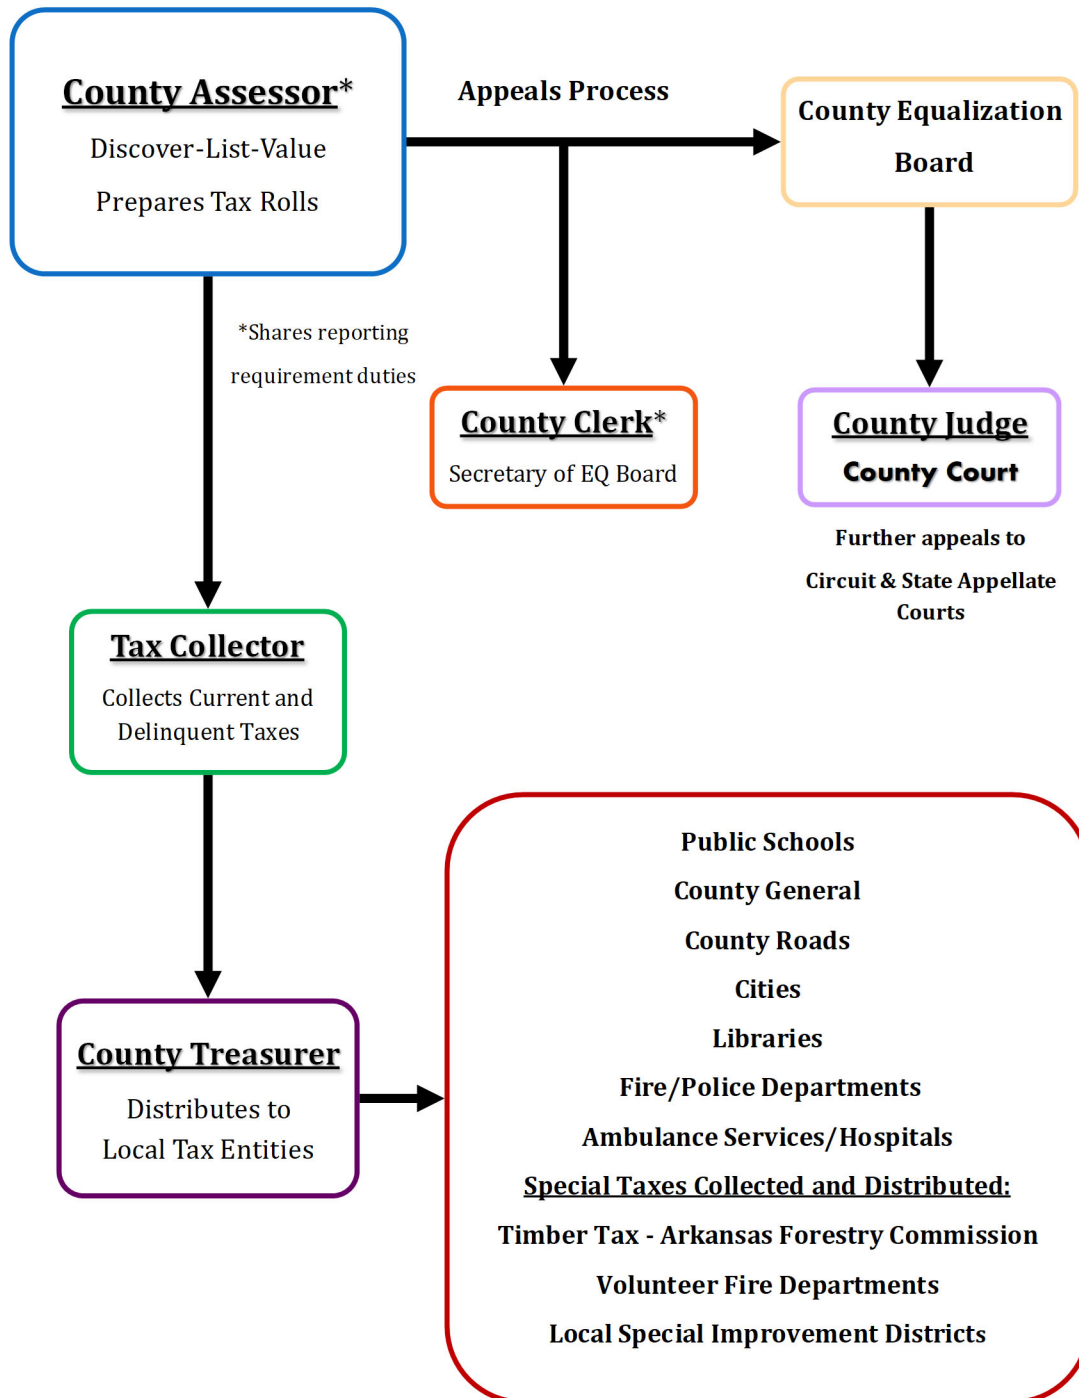 County Assessor*
Discover-List-Value
Prepares Tax Rolls
Appeals Process
County Equalization
Board
*Shares reporting
requirement duties
County Clerk*
Secretary of EQ Board
County Judge
County Court
Further appeals to
Circuit & State Appellate
Courts
Tax Collector
Collects Current and
Delinquent Taxes
County Treasurer
Distributes to
Local Tax Entities
Public Schools
County General
County Roads
Cities
Libraries
Fire/Police Departments
Ambulance Services/Hospitals
Special Taxes Collected and Distributed:
Timber Tax - Arkansas Forestry Commission
Volunteer Fire Departments
Local Special Improvement Districts